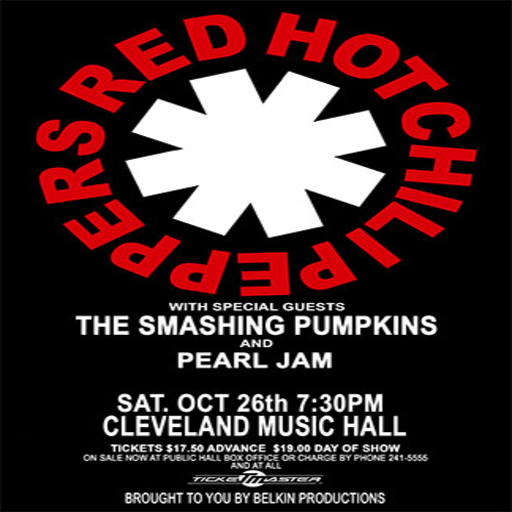 RED HOT CHILI PEPPERS
WITH SPECIAL GUESTS
THE SMASHING PUMPKINS
AND
PEARL JAM
SAT. OCT 26th 7:30PM
CLEVELAND MUSIC HALL
TICKETS $17.50 ADVANCE $19.00 DAY OF SHOW
ON SALE NOW AT PUBLIC HALL BOX OFFICE OR CHARGE BY PHONE 241-5555
AND AT ALL
TICKETMASTER
BROUGHT TO YOU BY BELKIN PRODUCTIONS